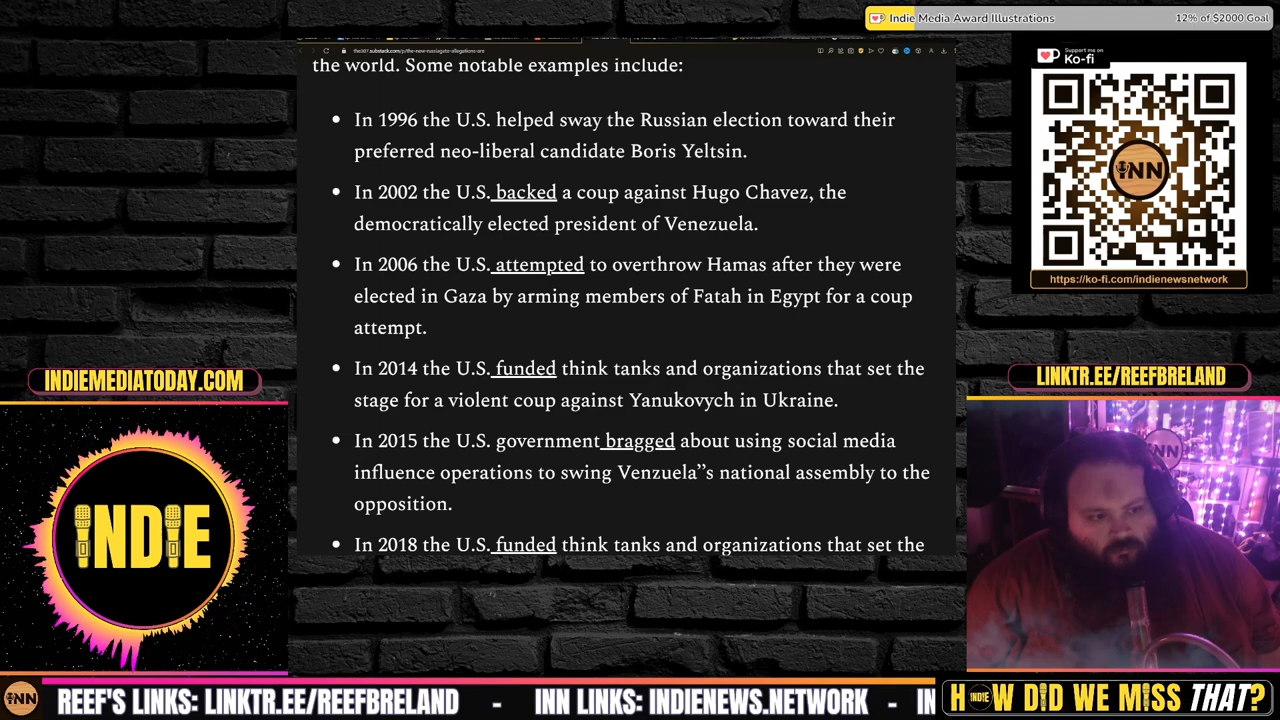 Indie Media Award Illustrations
12% of $2000 Goal
the world. Some notable examples include:
• In 1996 the U.S. helped sway the Russian election toward their
preferred neo-liberal candidate Boris Yeltsin.
• In 2002 the U.S. backed a coup against Hugo Chavez, the
democratically elected president of Venezuela.
• In 2006 the U.S. attempted to overthrow Hamas after they were
elected in Gaza by arming members of Fatah in Egypt for a coup
attempt.
• In 2014 the U.S. funded think tanks and organizations that set the
stage for a violent coup against Yanukovych in Ukraine.
• In 2015 the U.S. government bragged about using social media
influence operations to swing Venzuela’’s national assembly to the
opposition.
• In 2018 the U.S. funded think tanks and organizations that set the
Support me on
Ko-fi
INN
https://ko-fi.com/indienewsnetwork
INDIEMEDIATODAY.COM
INDIE
LINKTR.EE/REEFBRELAND
INN
INN
REEF'S LINKS: LINKTR.EE/REEFBRELAND - INN LINKS: INDIENEWS.NETWORK - IN
HOW DID WE MISS THAT?
INDIE